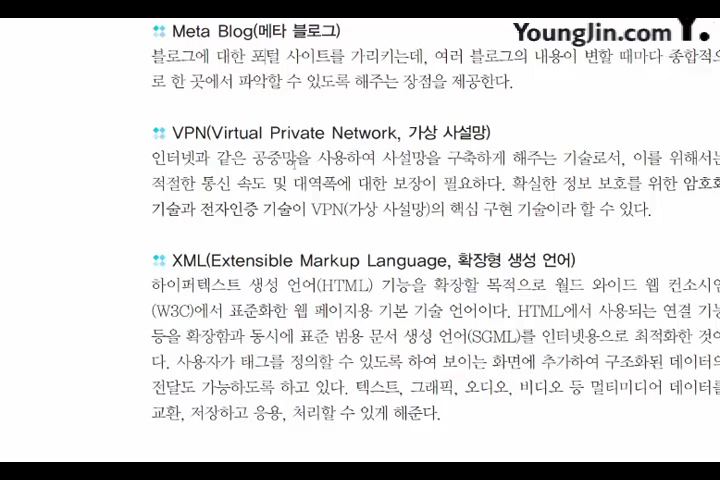 YoungJin.com Y.
Meta Blog(메타 블로그)
블로그에 대한 포털 사이트를 가리키는데, 여러 블로그의 내용이 변할 때마다 종합적으
로 한 곳에서 파악할 수 있도록 해주는 장점을 제공한다.
VPN(Virtual Private Network, 가상 사설망)
인터넷과 같은 공중망을 사용하여 사설망을 구축하게 해주는 기술로서, 이를 위해서는
적절한 통신 속도 및 대역폭에 대한 보장이 필요하다. 확실한 정보 보호를 위한 암호화
기술과 전자인증 기술이 VPN(가상 사설망)의 핵심 구현 기술이라 할 수 있다.
XML(Extensible Markup Language, 확장형 생성 언어)
하이퍼텍스트 생성 언어(HTML) 기능을 확장할 목적으로 월드 와이드 웹 컨소시엄
(W3C)에서 표준화한 웹 페이지용 기본 기술 언어이다. HTML에서 사용되는 연결 기능
등을 확장함과 동시에 표준 범용 문서 생성 언어(SGML)를 인터넷용으로 최적화한 것이
다. 사용자가 태그를 정의할 수 있도록 하여 보이는 화면에 추가하여 구조화된 데이터의
전달도 가능하도록 하고 있다. 텍스트, 그래픽, 오디오, 비디오 등 멀티미디어 데이터를
교환, 저장하고 응용, 처리할 수 있게 해준다.